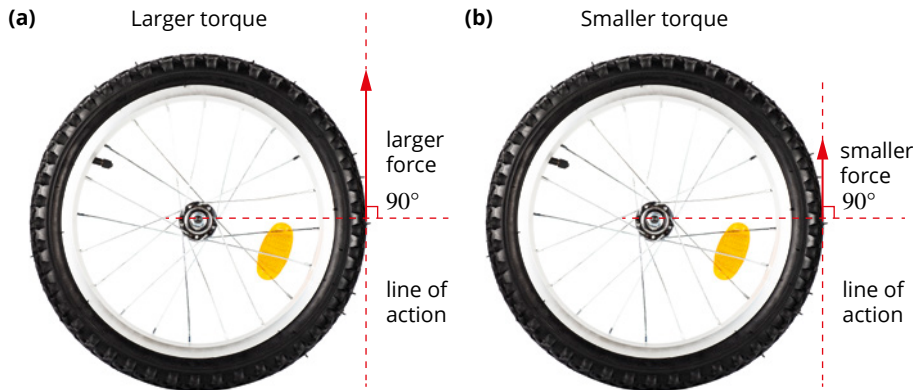 (a) Larger torque
larger
force
90°
line of
action
(b) Smaller torque
smaller
force
90°
line of
action